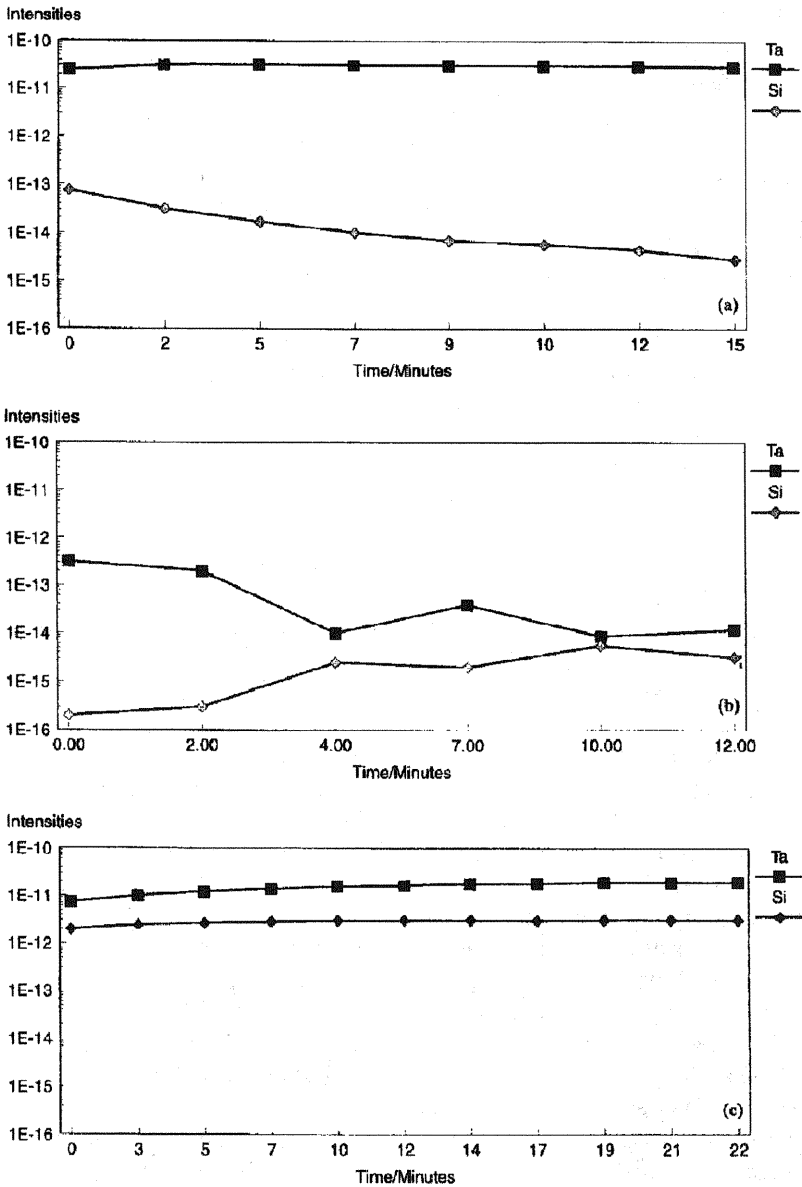 Intensities
1E-10
1E-11
1E-12
1E-13
1E-14
1E-15
1E-16
0 2 5 7 9 10 12 15
Time/Minutes
Ta
Si
(a)
Intensities
1E-10
1E-11
1E-12
1E-13
1E-14
1E-15
1E-16
0.00 2.00 4.00 7.00 10.00 12.00
Time/Minutes
Ta
Si
(b)
Intensities
1E-10
1E-11
1E-12
1E-13
1E-14
1E-15
1E-16
0 3 5 7 10 12 14 17 19 21 22
Time/Minutes
Ta
Si
(c)